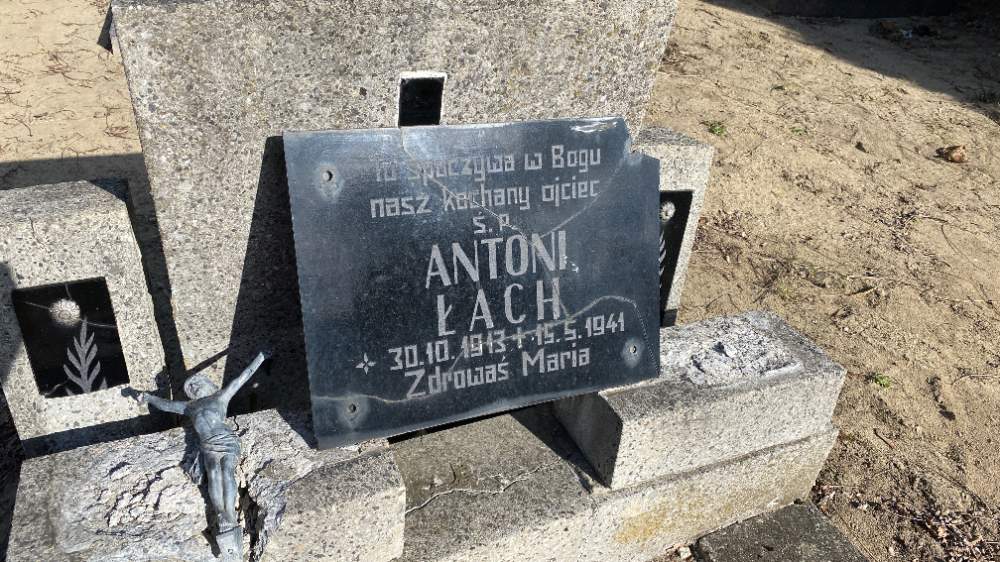 Tu spoczywa w Bogu
nasz kochany ojciec
Ś. P.
ANTONI
ŁACH
30.10.1913 + 15.5.1941
Zdrowaś Maria